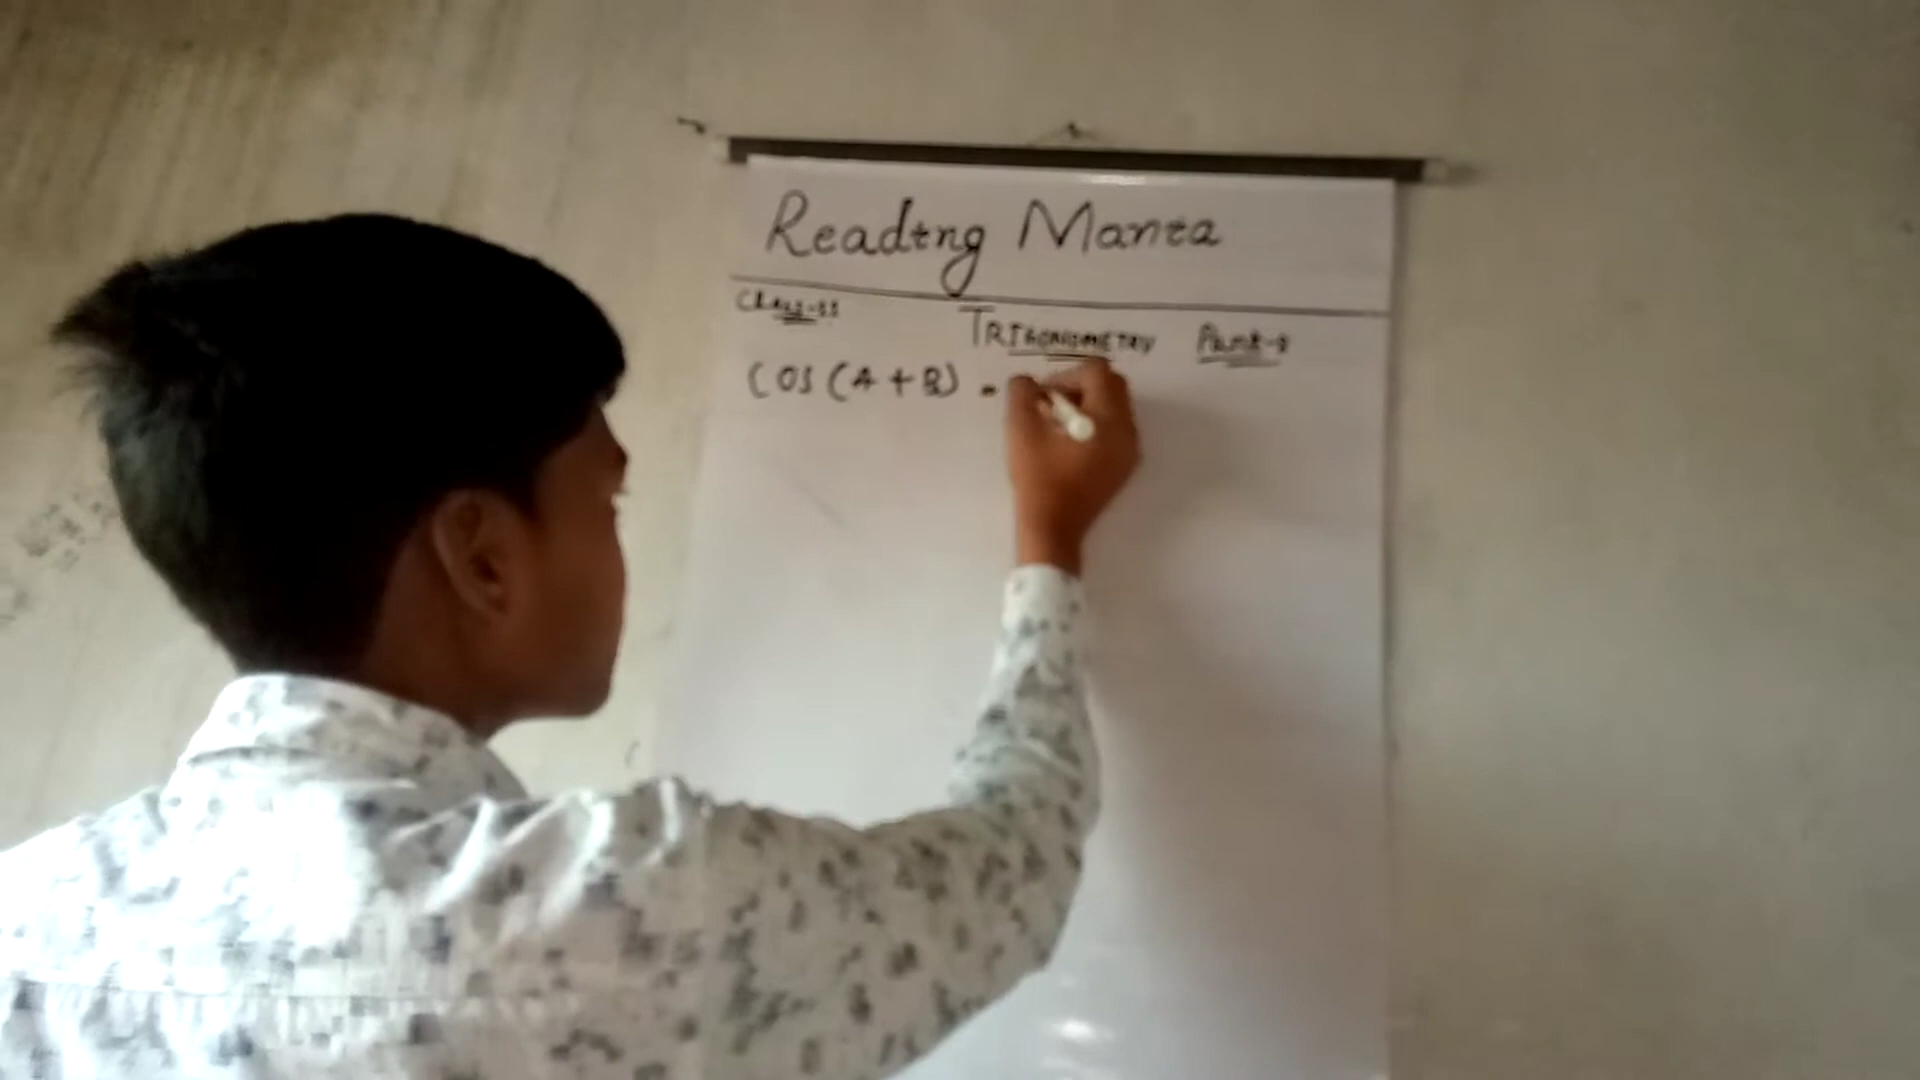 Reading Mania
Class-11
TRIGONOMETRY Part-
COS (A + B) =